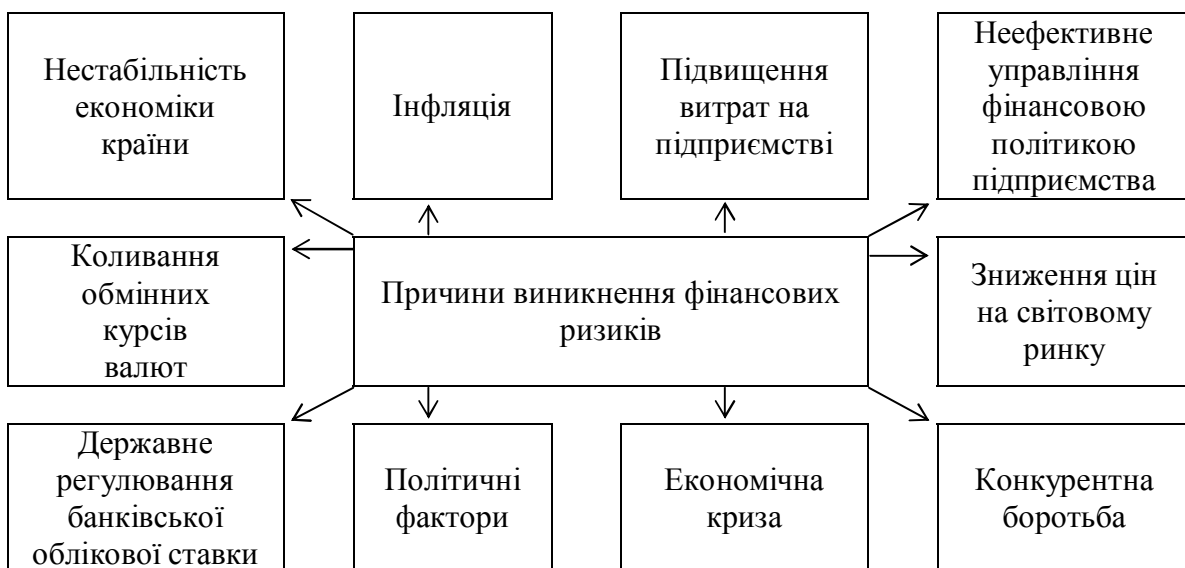 Нестабільність
економіки
країни
Інфляція
Підвищення
витрат на
підприємстві
Неефективне
управління
фінансовою
політикою
підприємства
Коливання
обмінних
курсів
валют
Причини виникнення фінансових
ризиків
Зниження цін
на світовому
ринку
Державне
регулювання
банківської
облікової ставки
Політичні
фактори
Економічна
криза
Конкурентна
боротьба